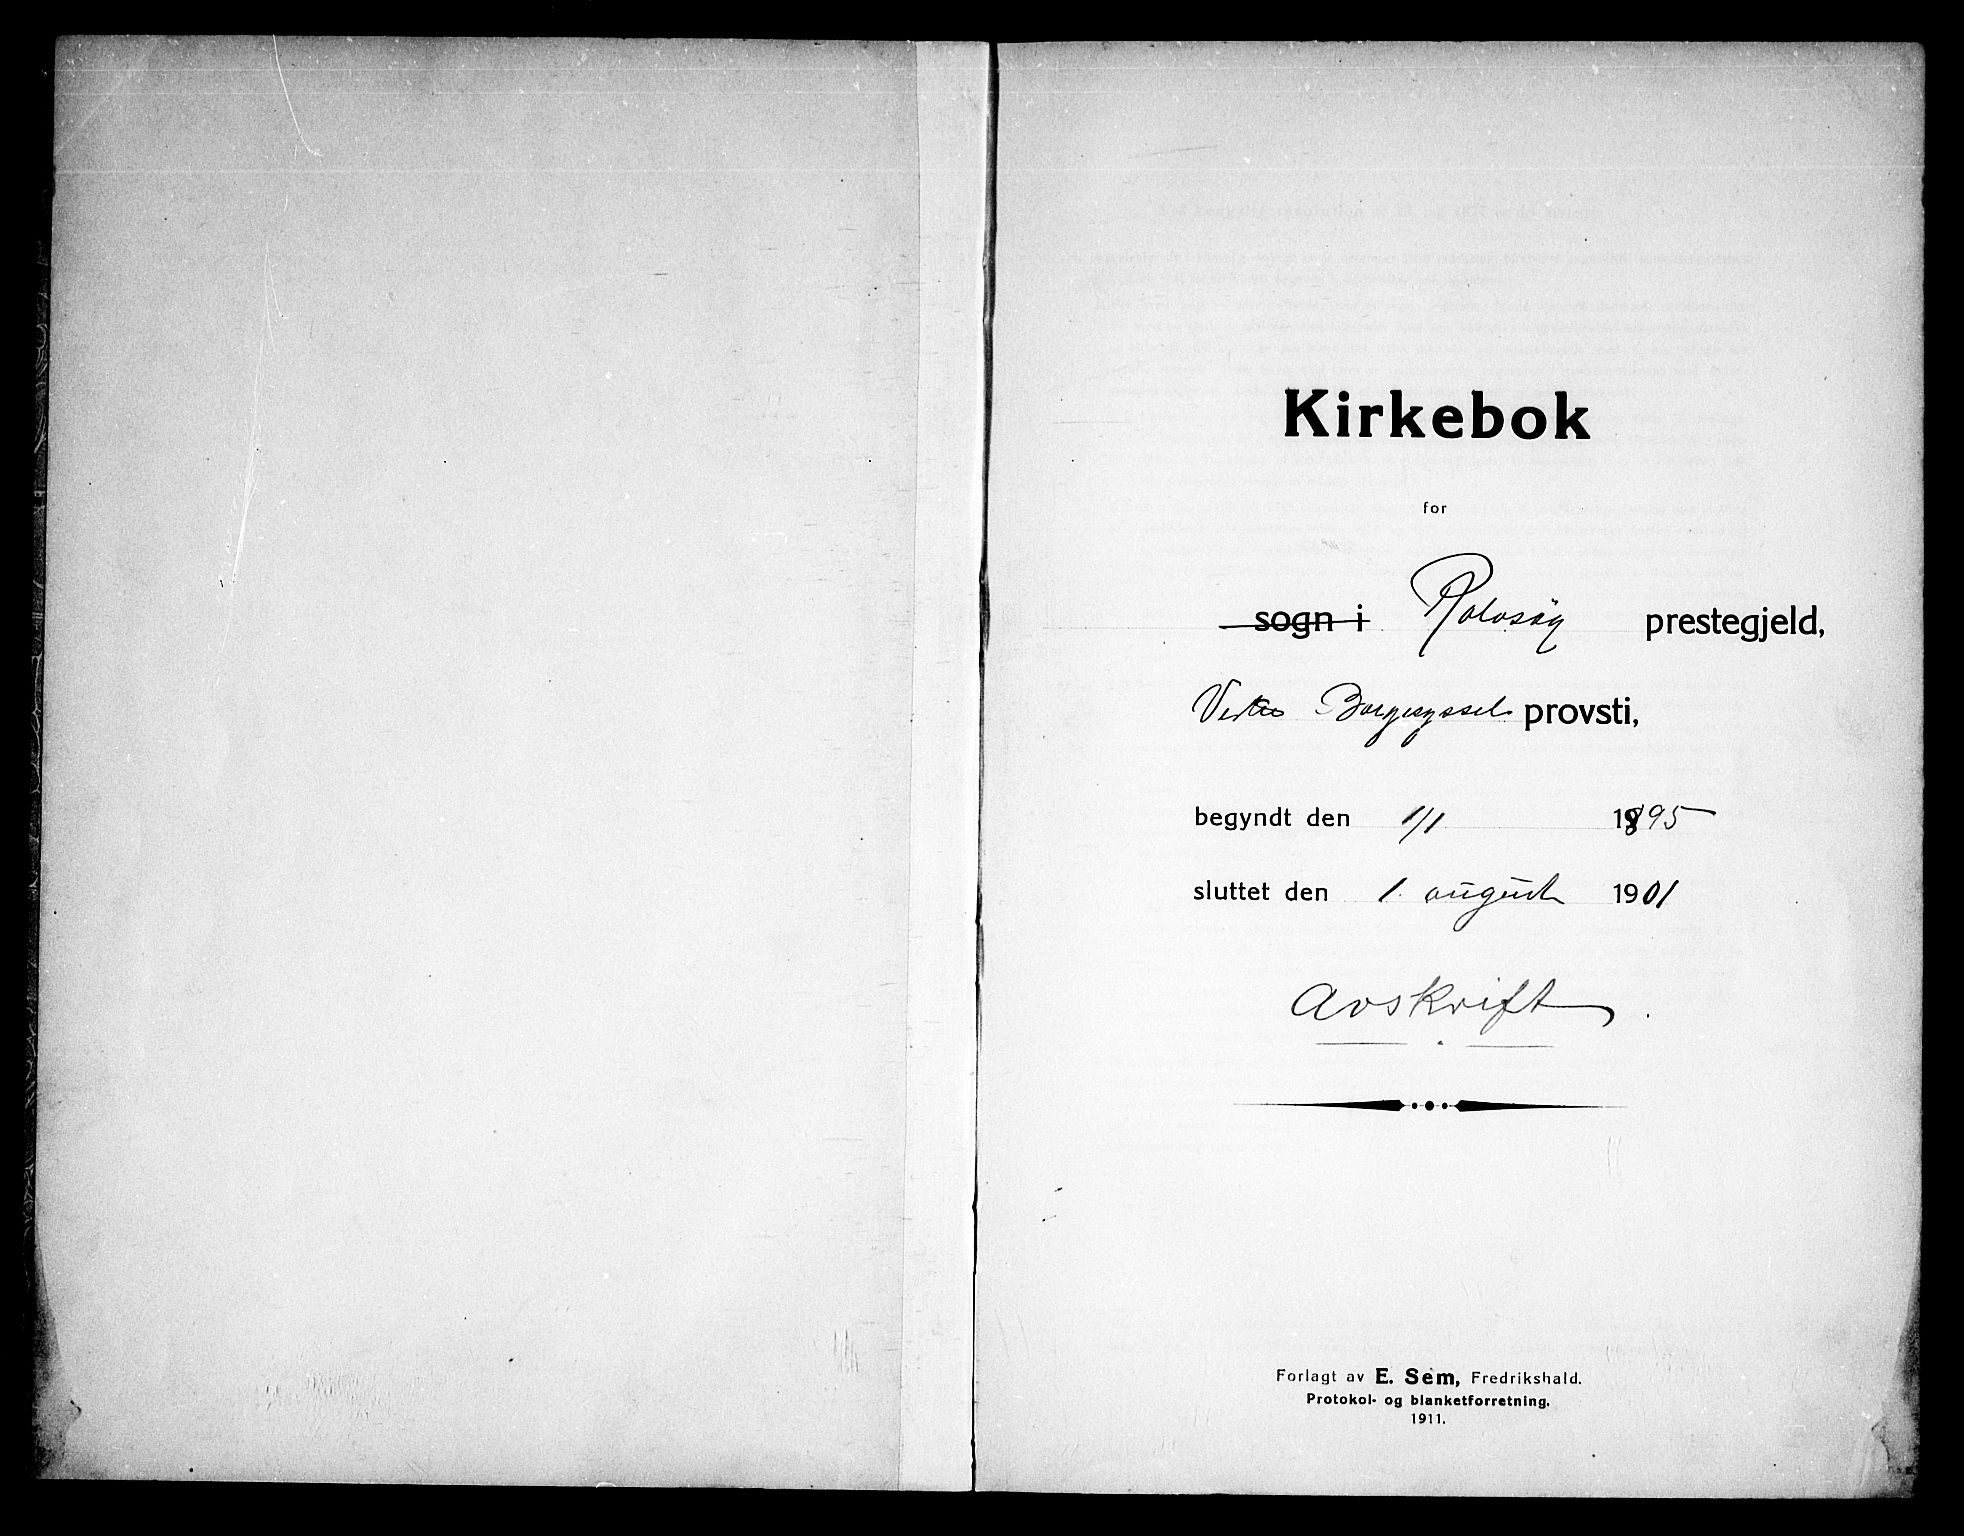 Kirkebok
for
sogn i Rolvsöy prestegjeld,
Vestre Borgesyssel provsti,
begyndt den 1/1 1895
sluttet den 1. august 1901
Avskrift.
Forlagt av E. Sem, Fredrikshald.
Protokol- og blanketforretning.
1911.